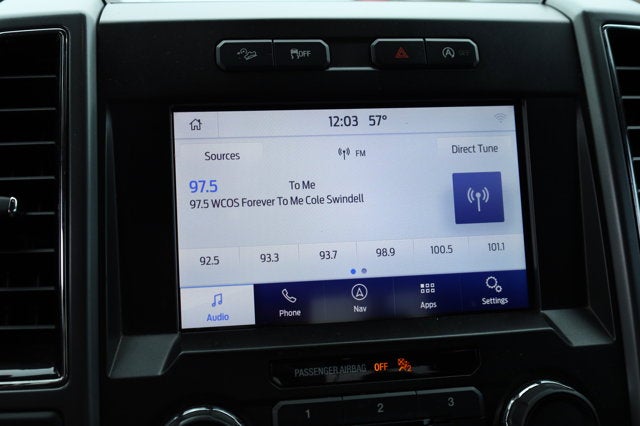 OFF
OFF
12:03 57°
Sources
FM
Direct Tune
97.5
To Me
97.5 WCOS Forever To Me Cole Swindell
92.5 93.3 93.7 98.9 100.5 101.1
Audio Phone Nav Apps Settings
PASSENGER AIRBAG OFF
1 2 3